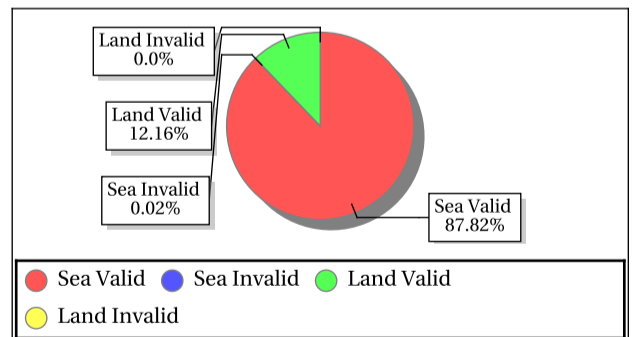 Land Invalid
0.0%
Land Valid
12.16%
Sea Invalid
0.02%
Sea Valid
87.82%
Sea Valid Sea Invalid Land Valid
Land Invalid